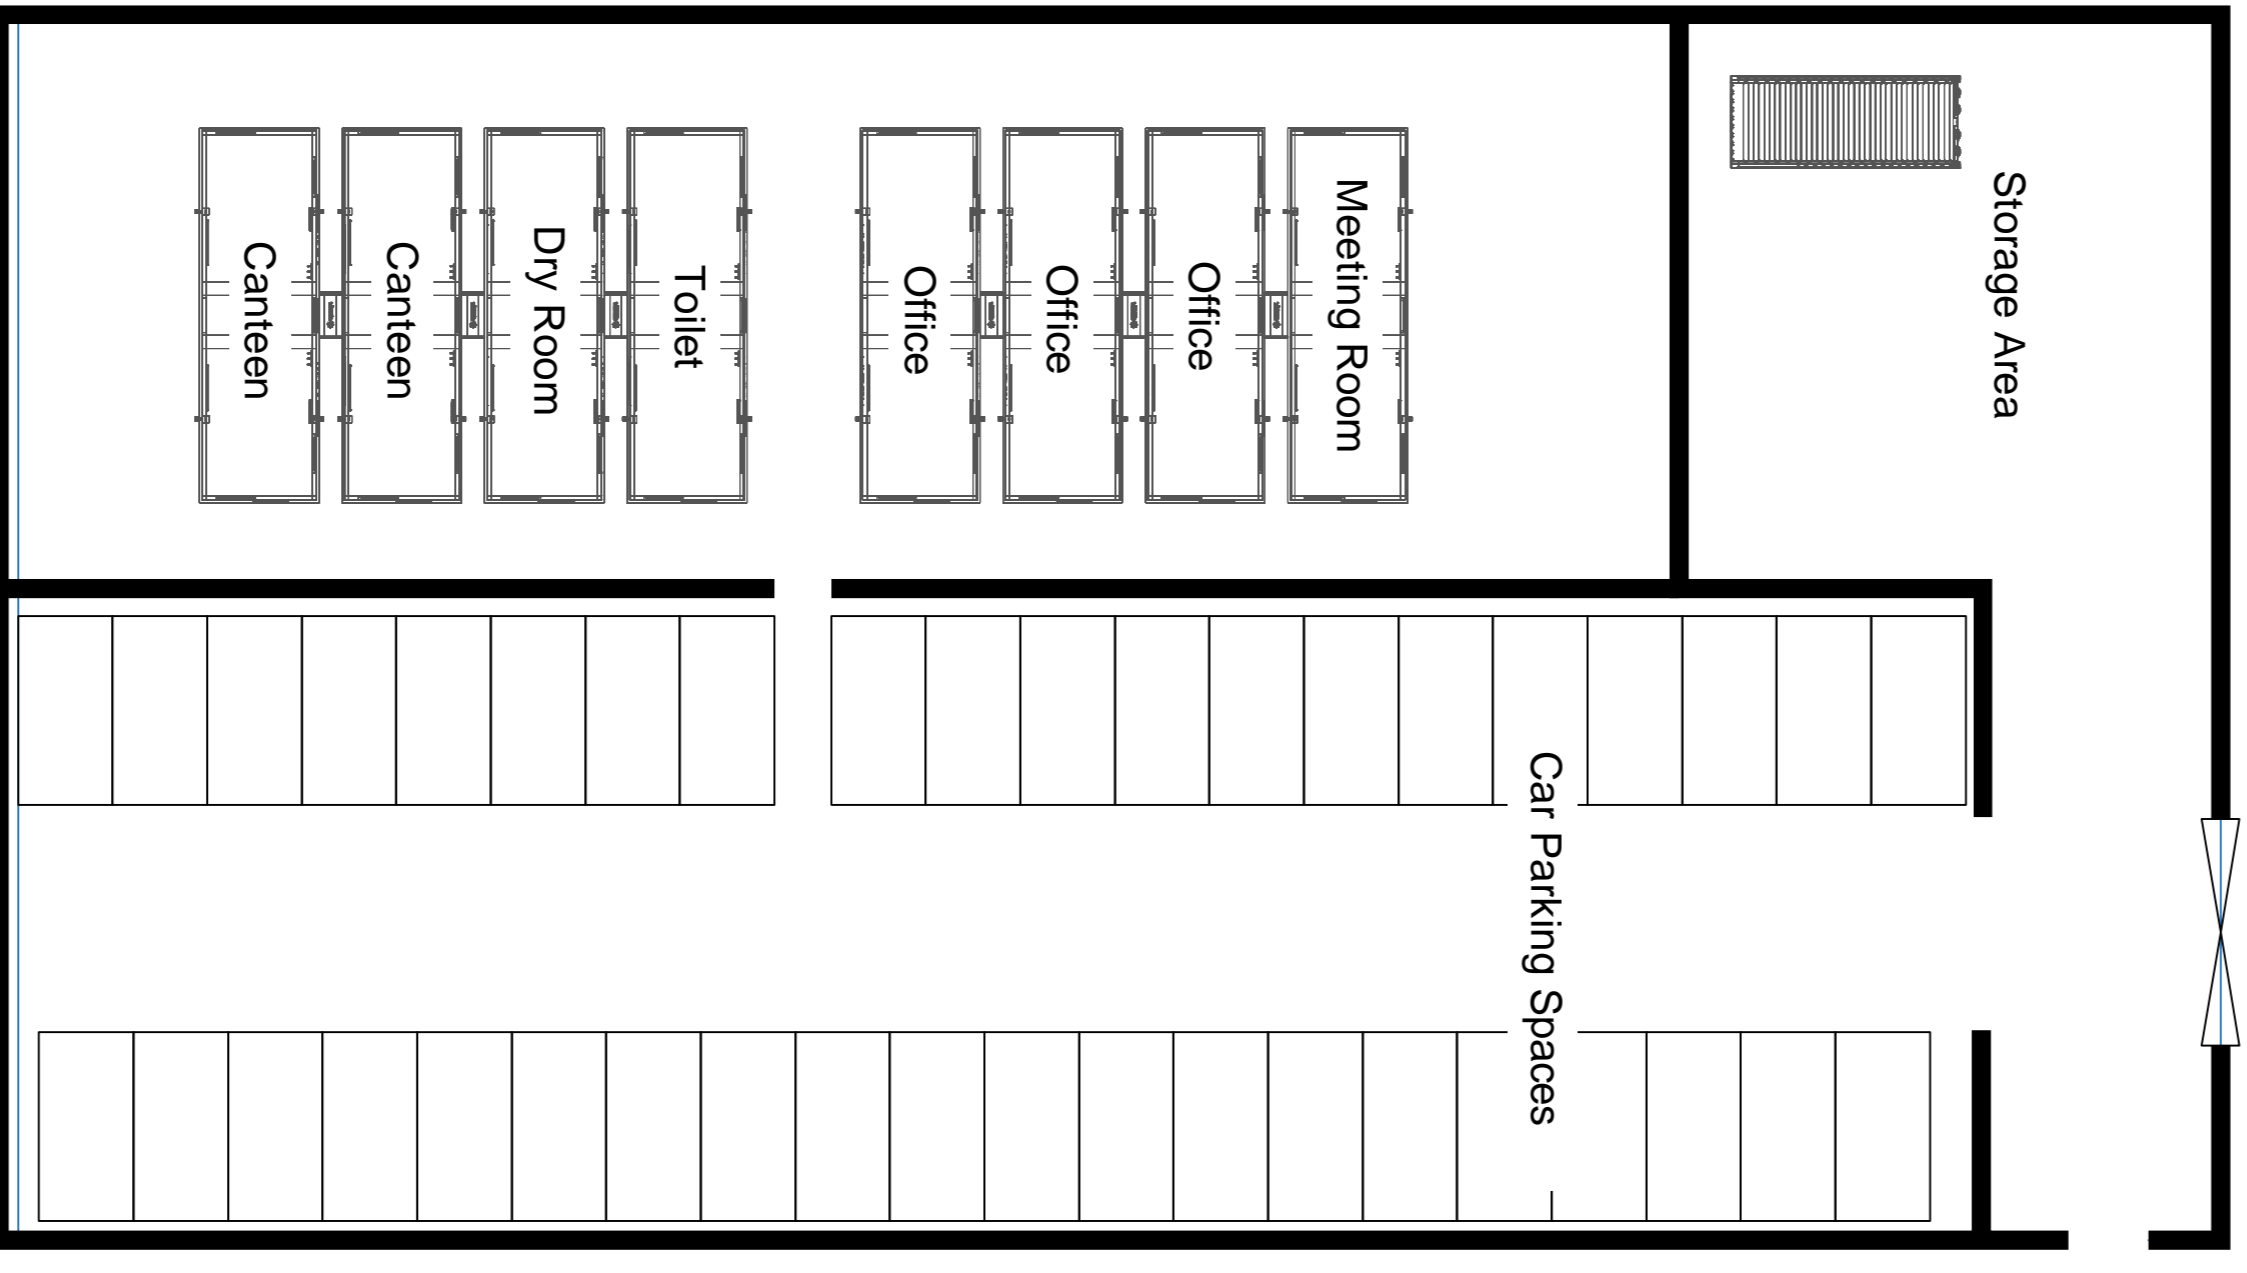 Canteen
Canteen
Dry Room
Toilet
Office
Office
Office
Meeting Room
Storage Area
Car Parking Spaces